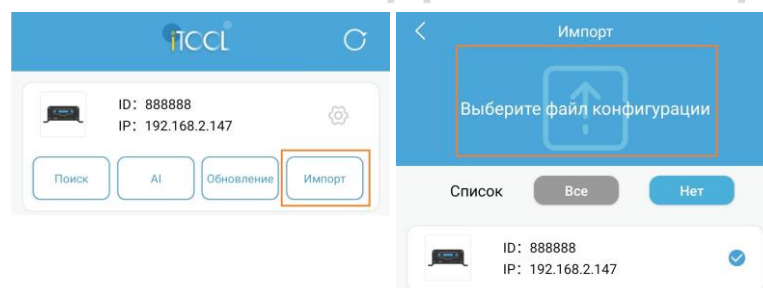 iTCCL
ID: 888888
IP: 192.168.2.147
Поиск
AI
Обновление
Импорт
Импорт
Выберите файл конфигурации
Список
Все
Нет
ID: 888888
IP: 192.168.2.147